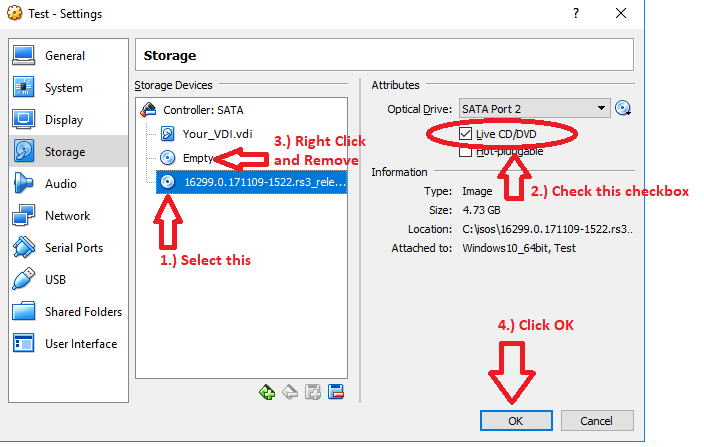 Test - Settings
?
General
System
Display
Storage
Audio
Network
Serial Ports
USB
Shared Folders
User Interface
Storage
Storage Devices
Controller: SATA
Your_VDI.vdi
Empty
16299.0.171109-1522.rs3_rele...
3.) Right Click
and Remove
1.) Select this
Attributes
Optical Drive: SATA Port 2
Live CD/DVD
Hot-pluggable
2.) Check this checkbox
Information
Type: Image
Size: 4.73 GB
Location: C:\jsos\16299.0.171109-1522.rs3..
Attached to: Windows10_64bit, Test
4.) Click OK
OK
Cancel